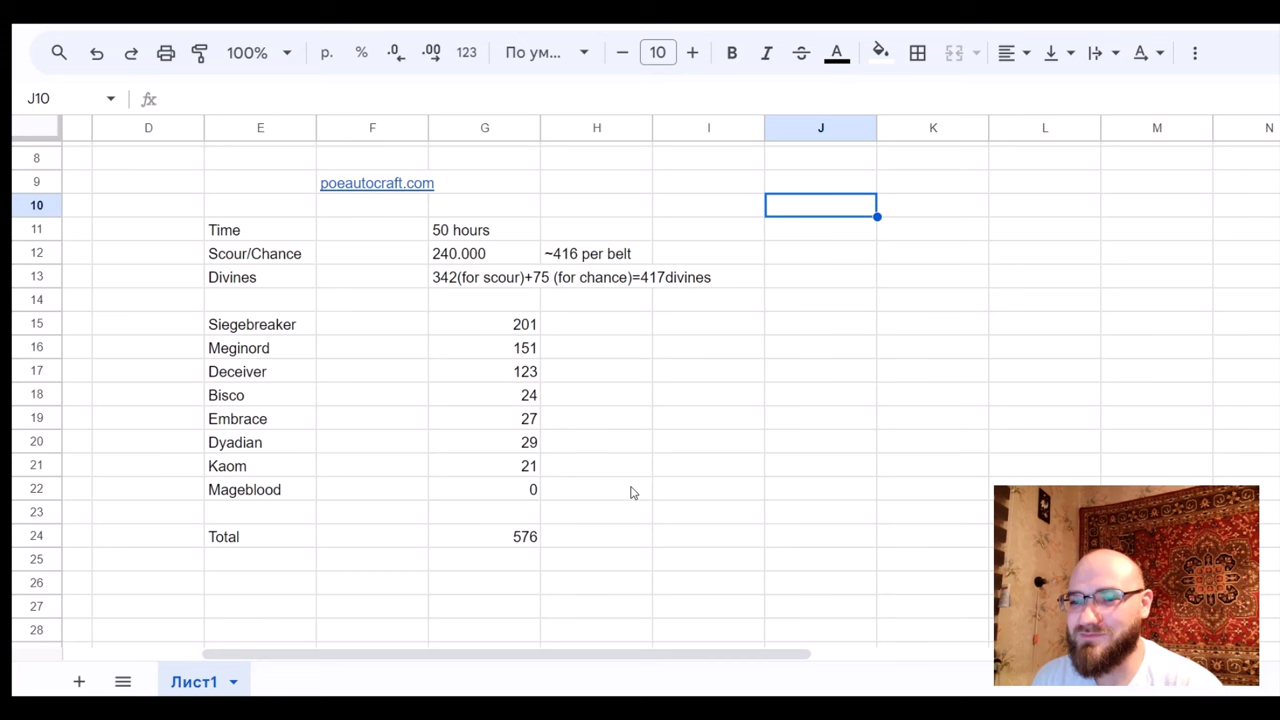 100% р. % .0 .00 123 По ум... 10 B I A A
J10 fx
D E F G H I J K L M N
8
9 poeautocraft.com
10
11 Time 50 hours
12 Scour/Chance 240.000 ~416 per belt
13 Divines 342(for scour)+75 (for chance)=417divines
14
15 Siegebreaker 201
16 Meginord 151
17 Deceiver 123
18 Bisco 24
19 Embrace 27
20 Dyadian 29
21 Kaom 21
22 Mageblood 0
23
24 Total 576
25
26
27
28
Лист1